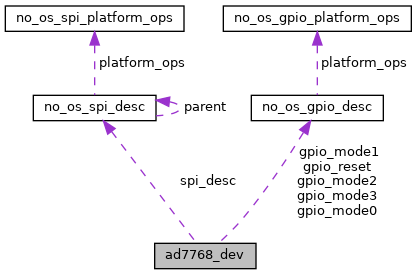 no_os_spi_platform_ops
no_os_gpio_platform_ops
platform_ops
platform_ops
no_os_spi_desc
parent
no_os_gpio_desc
spi_desc
gpio_mode1
gpio_reset
gpio_mode2
gpio_mode3
gpio_mode0
ad7768_dev